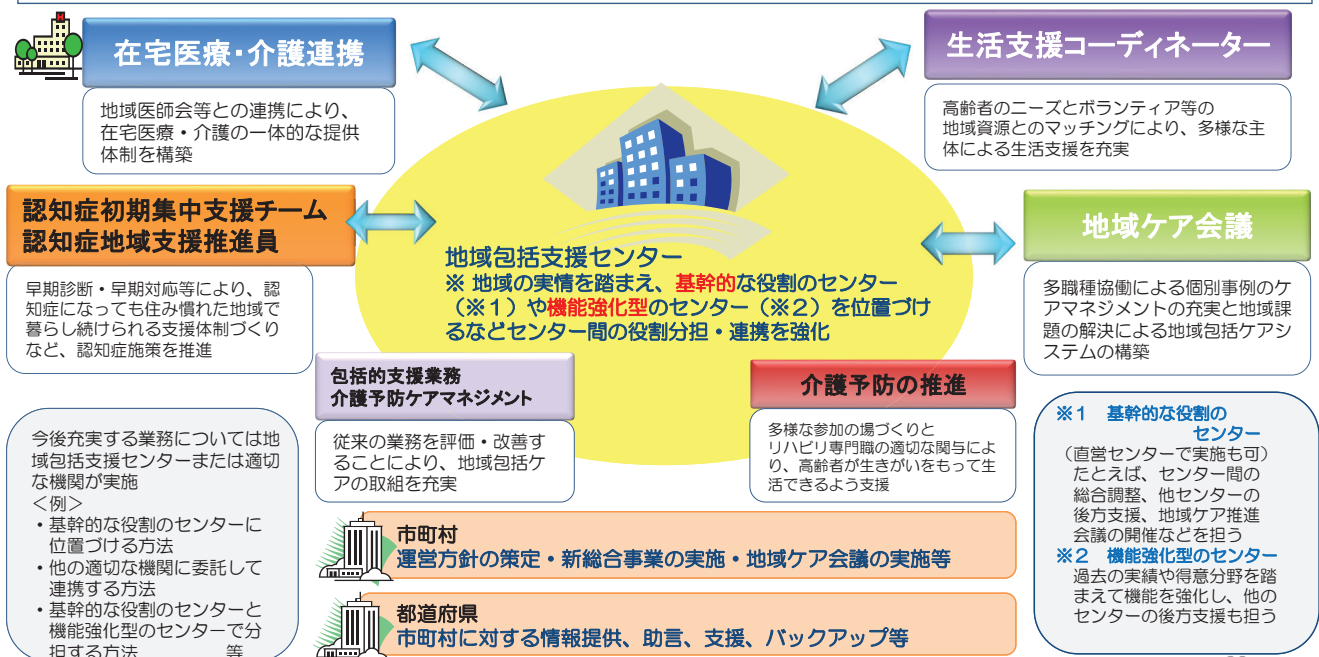 在宅医療・介護連携
地域医師会等との連携により、
在宅医療・介護の一体的な提供
体制を構築
生活支援コーディネーター
高齢者のニーズとボランティア等の
地域資源とのマッチングにより、多様な主
体による生活支援を充実
認知症初期集中支援チーム
認知症地域支援推進員
早期診断・早期対応等により、認
知症になっても住み慣れた地域で
暮らし続けられる支援体制づくり
など、認知症施策を推進
地域包括支援センター
※ 地域の実情を踏まえ、基幹的な役割のセンター
（※１）や機能強化型のセンター（※２）を位置づけ
るなどセンター間の役割分担・連携を強化
地域ケア会議
多職種協働による個別事例のケ
アマネジメントの充実と地域課
題の解決による地域包括ケアシ
ステムの構築
包括的支援業務
介護予防ケアマネジメント
従来の業務を評価・改善す
ることにより、地域包括ケ
アの取組を充実
介護予防の推進
多様な参加の場づくりと
リハビリ専門職の適切な関与によ
り、高齢者が生きがいをもって生
活できるよう支援
今後充実する業務については地
域包括支援センターまたは適切
な機関が実施
＜例＞
・基幹的な役割のセンターに
位置づける方法
・他の適切な機関に委託して
連携する方法
・基幹的な役割のセンターと
機能強化型のセンターで分
担する方法　　　　　等
※１　基幹的な役割の
センター
（直営センターで実施も可）
たとえば、センター間の
総合調整、他センターの
後方支援、地域ケア推進
会議の開催などを担う
※２　機能強化型のセンター
過去の実績や得意分野を踏
まえて機能を強化し、他の
センターの後方支援も担う
市町村
運営方針の策定・新総合事業の実施・地域ケア会議の実施等
都道府県
市町村に対する情報提供、助言、支援、バックアップ等